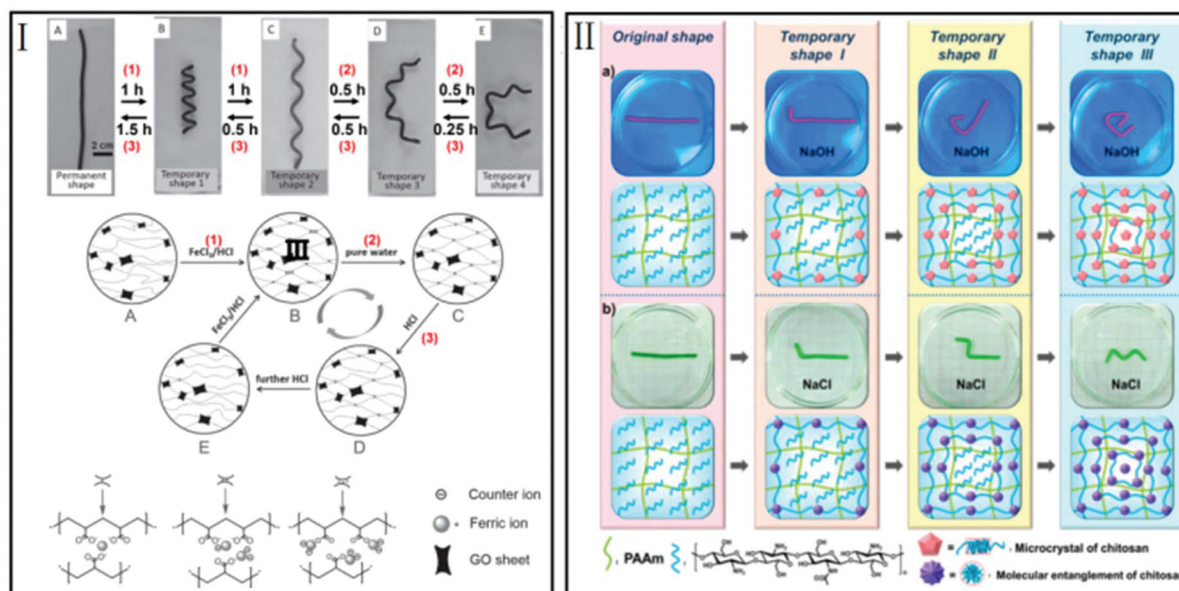 I
A B C D E
(1) (1) (2) (2)
1 h 1 h 0.5 h 0.5 h
1.5 h 0.5 h 0.5 h 0.25 h
(3) (3) (3) (3)
2 cm
Permanent shape
Temporary shape 1
Temporary shape 2
Temporary shape 3
Temporary shape 4
(1) (2)
FeCl₃/HCl III pure water
A B C
FeCl₃/HCl HCl
(3)
further HCl
E D
⊖ Counter ion
Ferric ion
GO sheet
II
Original shape
Temporary shape I
Temporary shape II
Temporary shape III
a)
NaOH NaOH NaOH
b)
NaCl NaCl NaCl
: PAAm
: Microcrystal of chitosan
: Molecular entanglement of chitosan